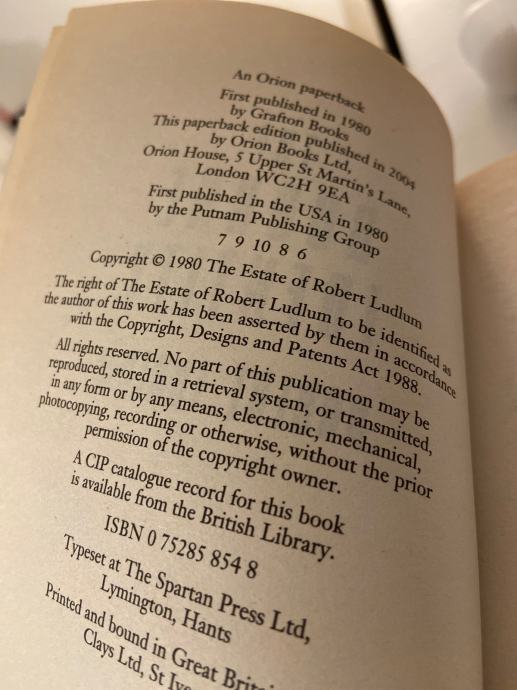 An Orion paperback
First published in 1980
by Grafton Books
This paperback edition published in 2004
by Orion Books Ltd,
Orion House, 5 Upper St Martin's Lane,
London WC2H 9EA
First published in the USA in 1980
by the Putnam Publishing Group
7 9 10 8 6
Copyright © 1980 The Estate of Robert Ludlum
The right of The Estate of Robert Ludlum to be identified as
the author of this work has been asserted by them in accordance
with the Copyright, Designs and Patents Act 1988.
All rights reserved. No part of this publication may be
reproduced, stored in a retrieval system, or transmitted,
in any form or by any means, electronic, mechanical,
photocopying, recording or otherwise, without the prior
permission of the copyright owner.
A CIP catalogue record for this book
is available from the British Library.
ISBN 0 75285 854 8
Typeset at The Spartan Press Ltd,
Lymington, Hants
Printed and bound in Great
Clays Ltd, St